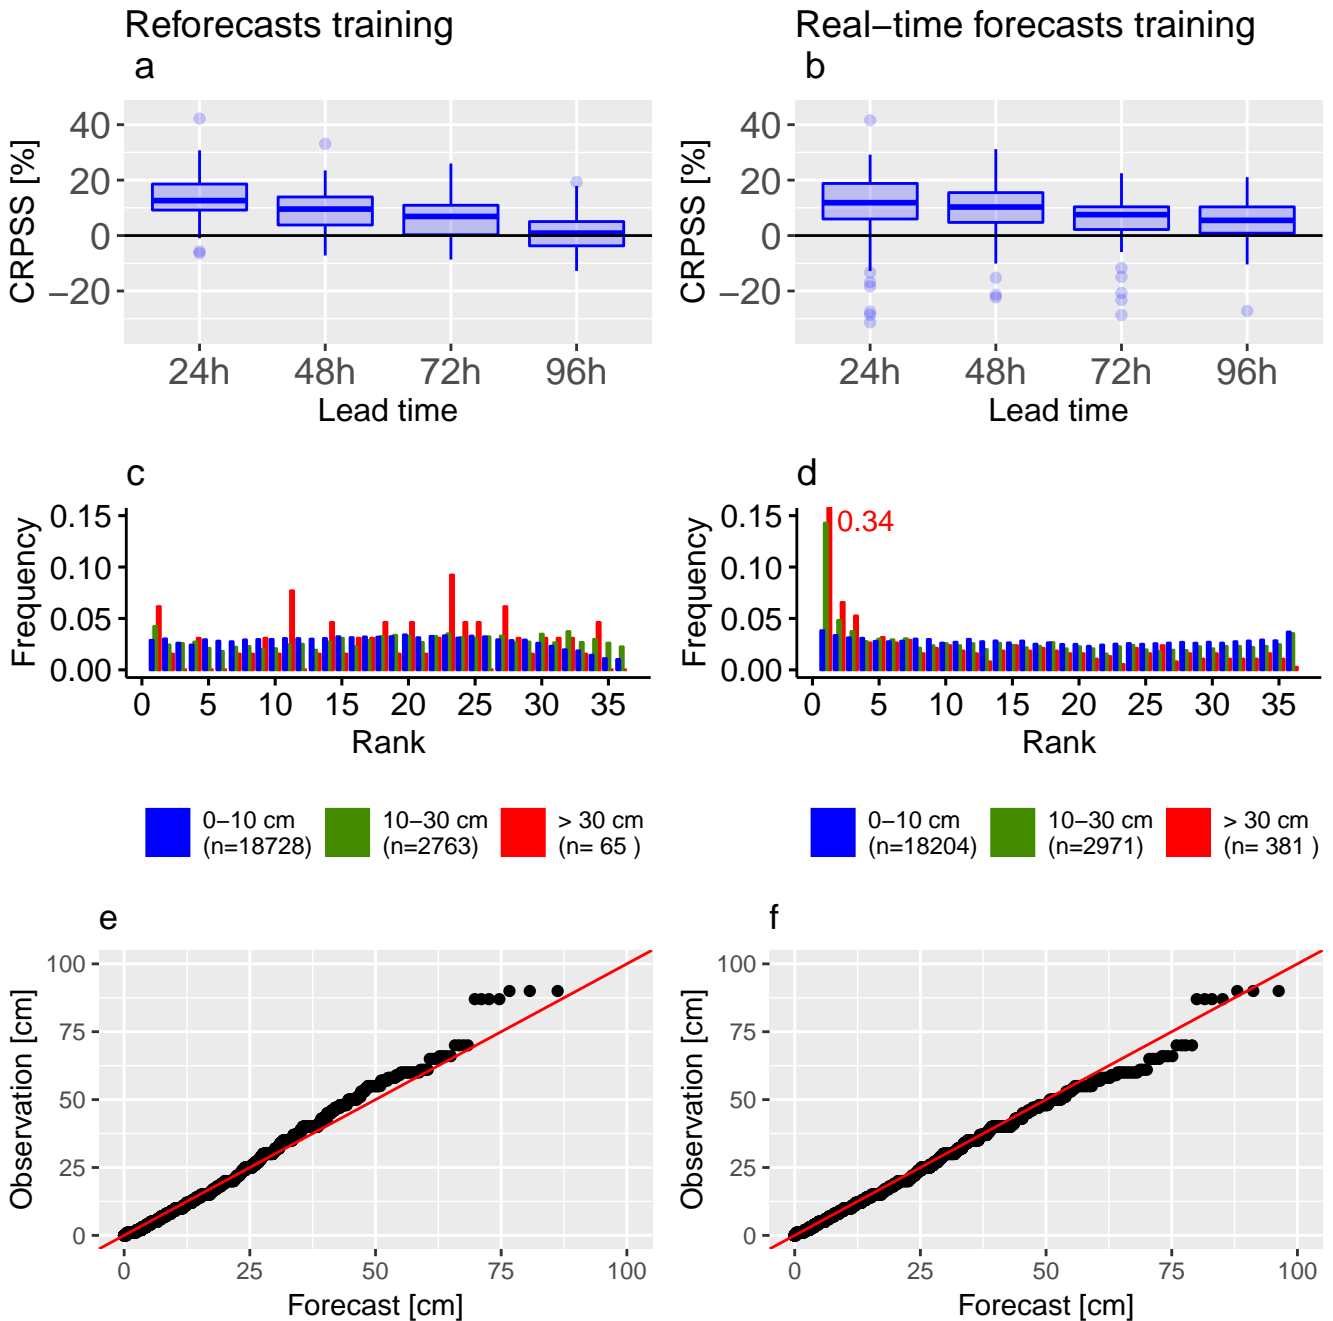 Reforecasts training
Real−time forecasts training
a
b
CRPSS [%]
40
20
0
−20
24h 48h 72h 96h
Lead time
CRPSS [%]
40
20
0
−20
24h 48h 72h 96h
Lead time
c
d
Frequency
0.15
0.10
0.05
0.00
0 5 10 15 20 25 30 35
Rank
Frequency
0.15
0.10
0.05
0.00
0.34
0 5 10 15 20 25 30 35
Rank
0−10 cm
(n=18728)
10−30 cm
(n=2763)
> 30 cm
(n= 65 )
0−10 cm
(n=18204)
10−30 cm
(n=2971)
> 30 cm
(n= 381 )
e
f
Observation [cm]
100
75
50
25
0
0 25 50 75 100
Forecast [cm]
Observation [cm]
100
75
50
25
0
0 25 50 75 100
Forecast [cm]